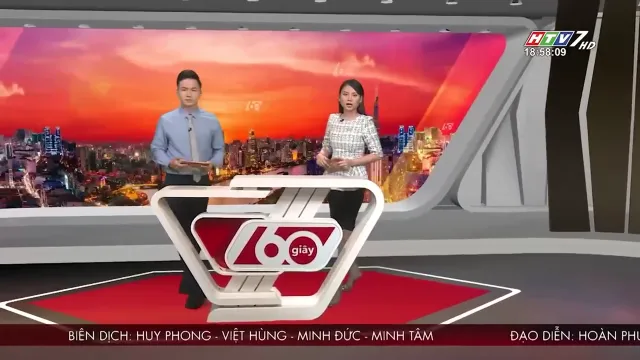 HTV7 HD
18:58:09
60 giây
BIÊN DỊCH: HUY PHONG - VIỆT HÙNG - MINH ĐỨC - MINH TÂM
ĐẠO DIỄN: HOÀN PHÚ